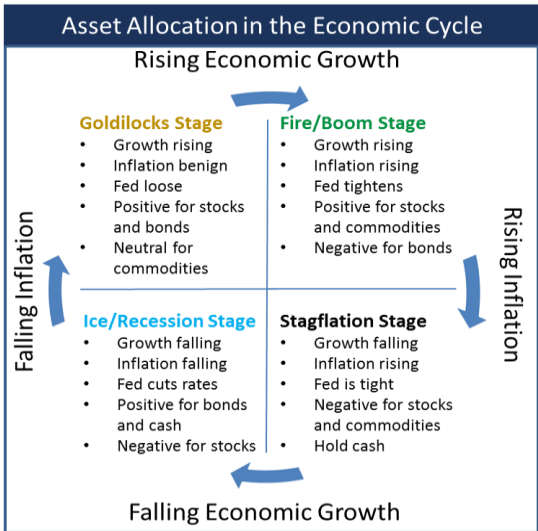 Asset Allocation in the Economic Cycle
Rising Economic Growth
Goldilocks Stage
• Growth rising
• Inflation benign
• Fed loose
• Positive for stocks
and bonds
• Neutral for
commodities
Fire/Boom Stage
• Growth rising
• Inflation rising
• Fed tightens
• Positive for stocks
and commodities
• Negative for bonds
Falling Inflation
Rising Inflation
Ice/Recession Stage
• Growth falling
• Inflation falling
• Fed cuts rates
• Positive for bonds
and cash
• Negative for stocks
Stagflation Stage
• Growth falling
• Inflation rising
• Fed is tight
• Negative for stocks
and commodities
• Hold cash
Falling Economic Growth